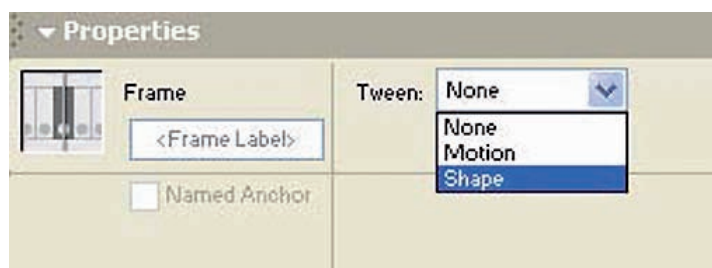 Properties
Frame
Tween: None
<Frame Label>
None
Motion
Shape
Named Anchor